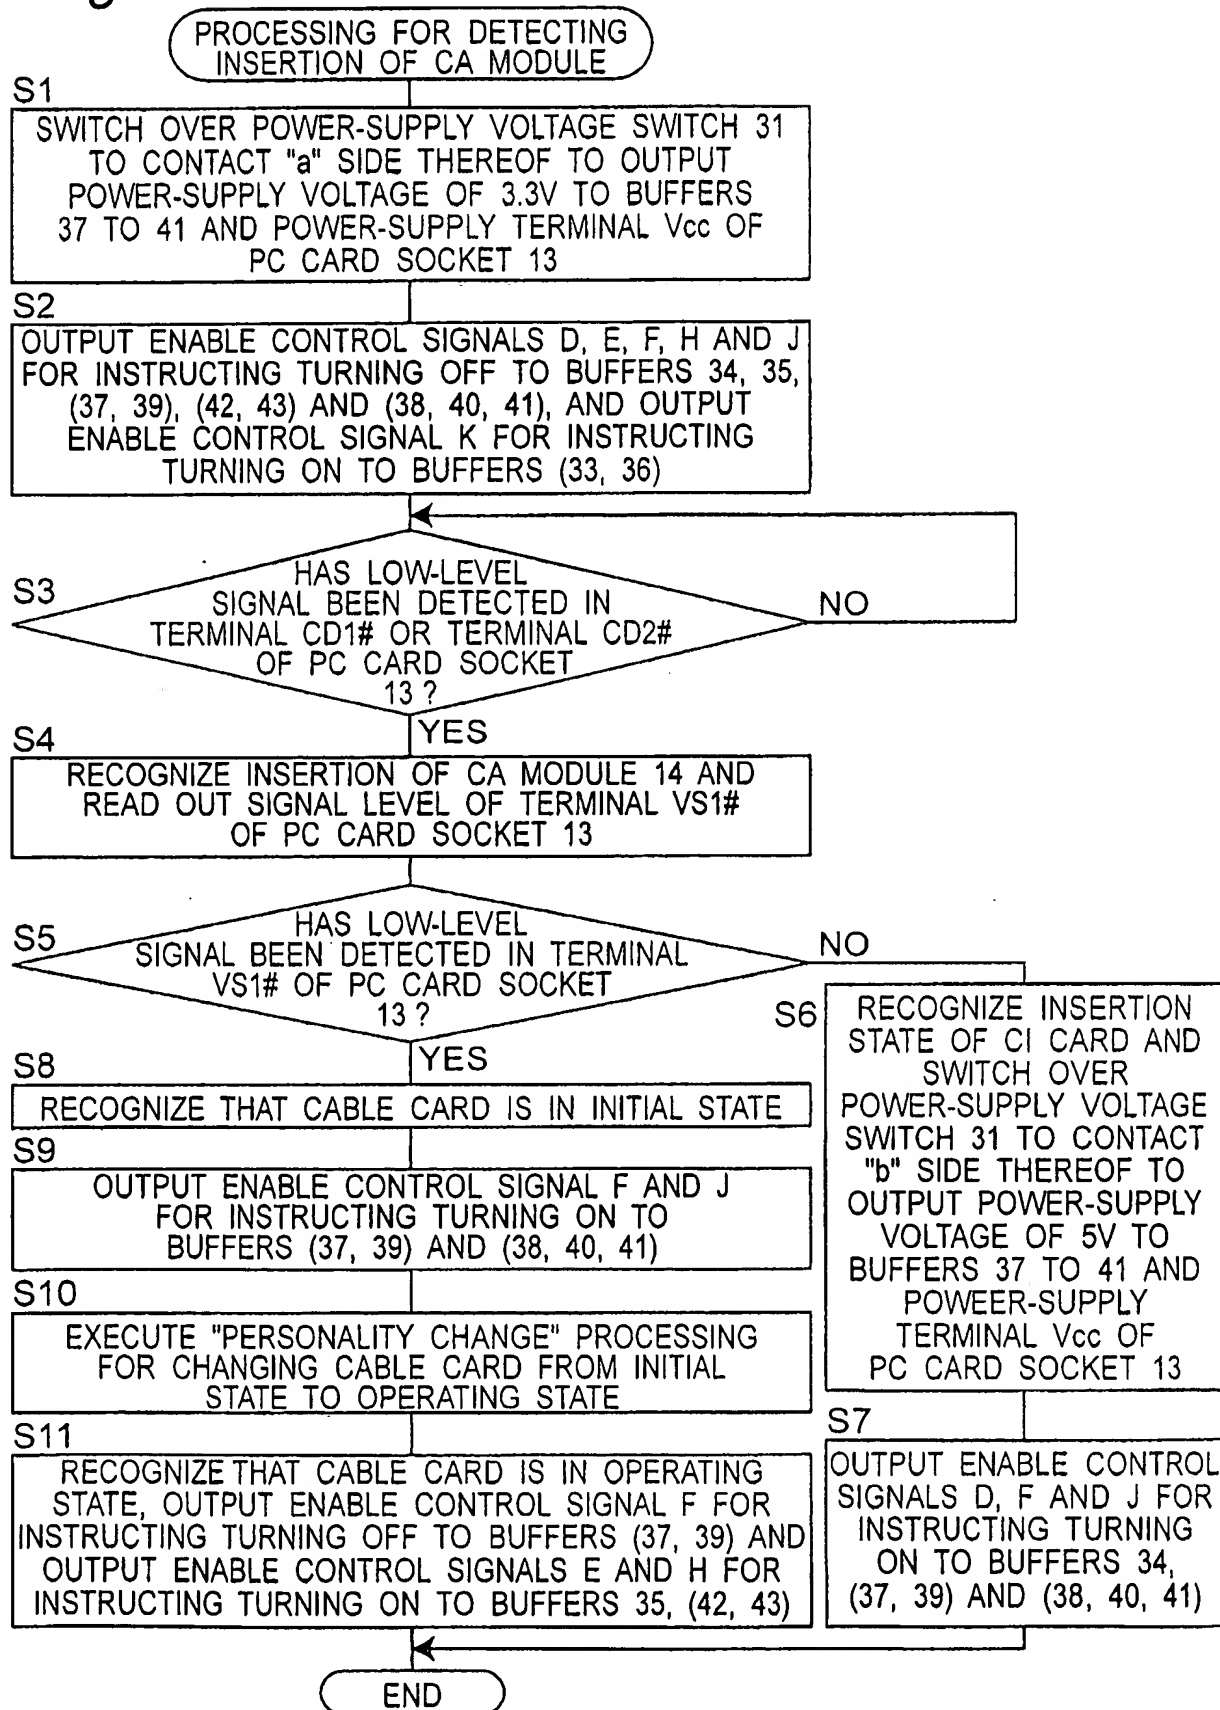 PROCESSING FOR DETECTING
INSERTION OF CA MODULE
S1
SWITCH OVER POWER-SUPPLY VOLTAGE SWITCH 31
TO CONTACT "a" SIDE THEREOF TO OUTPUT
POWER-SUPPLY VOLTAGE OF 3.3V TO BUFFERS
37 TO 41 AND POWER-SUPPLY TERMINAL Vcc OF
PC CARD SOCKET 13
S2
OUTPUT ENABLE CONTROL SIGNALS D, E, F, H AND J
FOR INSTRUCTING TURNING OFF TO BUFFERS 34, 35,
(37, 39), (42, 43) AND (38, 40, 41), AND OUTPUT
ENABLE CONTROL SIGNAL K FOR INSTRUCTING
TURNING ON TO BUFFERS (33, 36)
S3
HAS LOW-LEVEL
SIGNAL BEEN DETECTED IN
TERMINAL CD1# OR TERMINAL CD2#
OF PC CARD SOCKET
13 ?
NO
YES
S4
RECOGNIZE INSERTION OF CA MODULE 14 AND
READ OUT SIGNAL LEVEL OF TERMINAL VS1#
OF PC CARD SOCKET 13
S5
HAS LOW-LEVEL
SIGNAL BEEN DETECTED IN TERMINAL
VS1# OF PC CARD SOCKET
13 ?
NO
YES
S6
RECOGNIZE INSERTION
STATE OF CI CARD AND
SWITCH OVER
POWER-SUPPLY VOLTAGE
SWITCH 31 TO CONTACT
"b" SIDE THEREOF TO
OUTPUT POWER-SUPPLY
VOLTAGE OF 5V TO
BUFFERS 37 TO 41 AND
POWEER-SUPPLY
TERMINAL Vcc OF
PC CARD SOCKET 13
S7
OUTPUT ENABLE CONTROL
SIGNALS D, F AND J FOR
INSTRUCTING TURNING
ON TO BUFFERS 34,
(37, 39) AND (38, 40, 41)
S8
RECOGNIZE THAT CABLE CARD IS IN INITIAL STATE
S9
OUTPUT ENABLE CONTROL SIGNAL F AND J
FOR INSTRUCTING TURNING ON TO
BUFFERS (37, 39) AND (38, 40, 41)
S10
EXECUTE "PERSONALITY CHANGE" PROCESSING
FOR CHANGING CABLE CARD FROM INITIAL
STATE TO OPERATING STATE
S11
RECOGNIZE THAT CABLE CARD IS IN OPERATING
STATE, OUTPUT ENABLE CONTROL SIGNAL F FOR
INSTRUCTING TURNING OFF TO BUFFERS (37, 39) AND
OUTPUT ENABLE CONTROL SIGNALS E AND H FOR
INSTRUCTING TURNING ON TO BUFFERS 35, (42, 43)
END